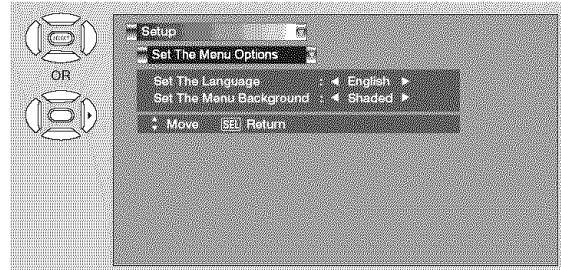 Setup
Set The Menu Options
OR
Set The Language : ◄ English ►
Set The Menu Background : ◄ Shaded ►
Move SEL Return